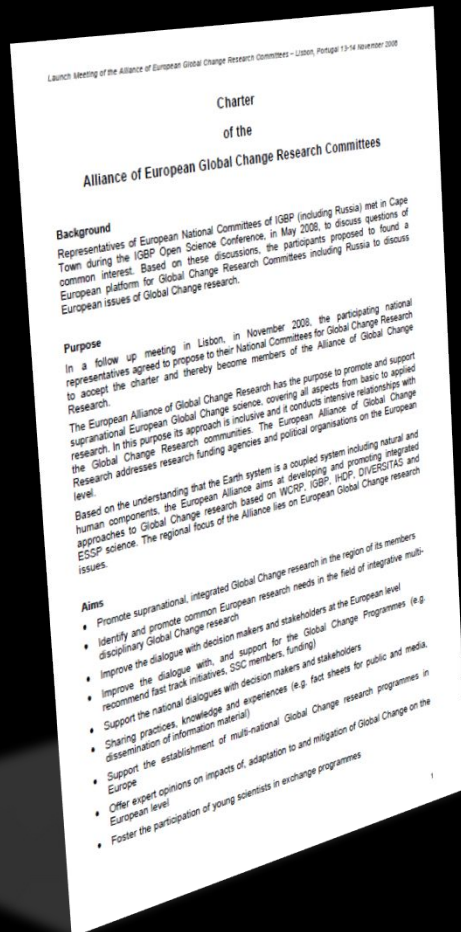 Launch Meeting of the Alliance of European Global Change Research Committees – Lisbon, Portugal 13-14 November 2008
Charter
of the
Alliance of European Global Change Research Committees
Background
Representatives of European National Committees of IGBP (including Russia) met in Cape
Town during the IGBP Open Science Conference, in May 2008, to discuss questions of
common interest. Based on these discussions, the participants proposed to found a
European platform for Global Change Research Committees including Russia to discuss
European issues of Global Change research.
Purpose
In a follow up meeting in Lisbon, in November 2008, the participating national
representatives agreed to propose to their National Committees for Global Change Research
to accept the charter and thereby become members of the Alliance of Global Change
Research.
The European Alliance of Global Change Research has the purpose to promote and support
supranational European Global Change science, covering all aspects from basic to applied
research. In this purpose its approach is inclusive and it conducts intensive relationships with
the Global Change Research communities. The European Alliance of Global Change
Research addresses research funding agencies and political organisations on the European
level.
Based on the understanding that the Earth system is a coupled system including natural and
human components, the European Alliance aims at developing and promoting integrated
approaches to Global Change research based on WCRP, IGBP, IHDP, DIVERSITAS and
ESSP science. The regional focus of the Alliance lies on European Global Change research
issues.
Aims
• Promote supranational, integrated Global Change research in the region of its members
• Identify and promote common European research needs in the field of integrative multi-
disciplinary Global Change research
• Improve the dialogue with decision makers and stakeholders at the European level
• Improve the dialogue with, and support for the Global Change Programmes (e.g.
recommend fast track initiatives, SSC members, funding)
• Support the national dialogues with decision makers and stakeholders
• Sharing practices, knowledge and experiences (e.g. fact sheets for public and media,
dissemination of information material)
• Support the establishment of multi-national Global Change research programmes in
Europe
• Offer expert opinions on impacts of, adaptation to and mitigation of Global Change on the
European level
• Foster the participation of young scientists in exchange programmes
1